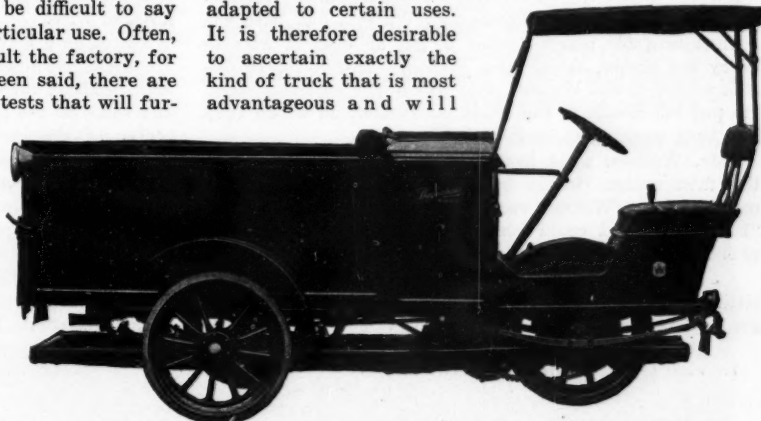 be difficult to say
rticular use. Often,
ult the factory, for
een said, there are
tests that will fur-
adapted to certain uses.
It is therefore desirable
to ascertain exactly the
kind of truck that is most
advantageous and will